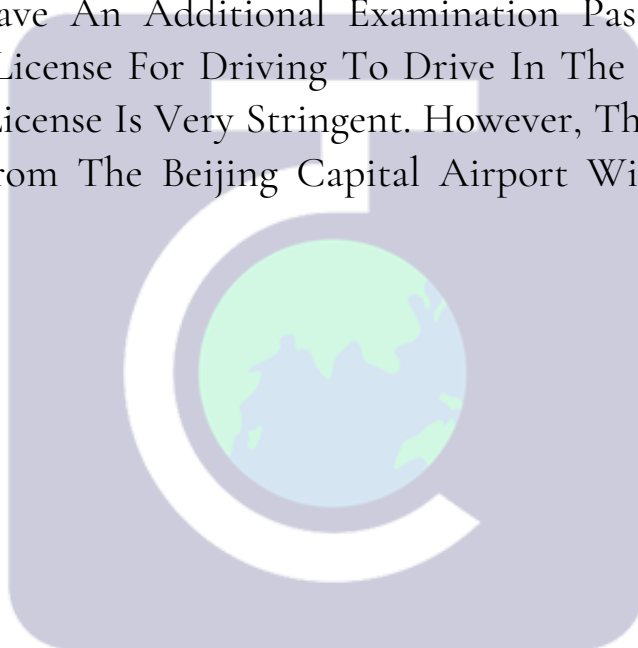 ave An Additional Examination Pas
License For Driving To Drive In The
License Is Very Stringent. However, Th
rom The Beijing Capital Airport Wi